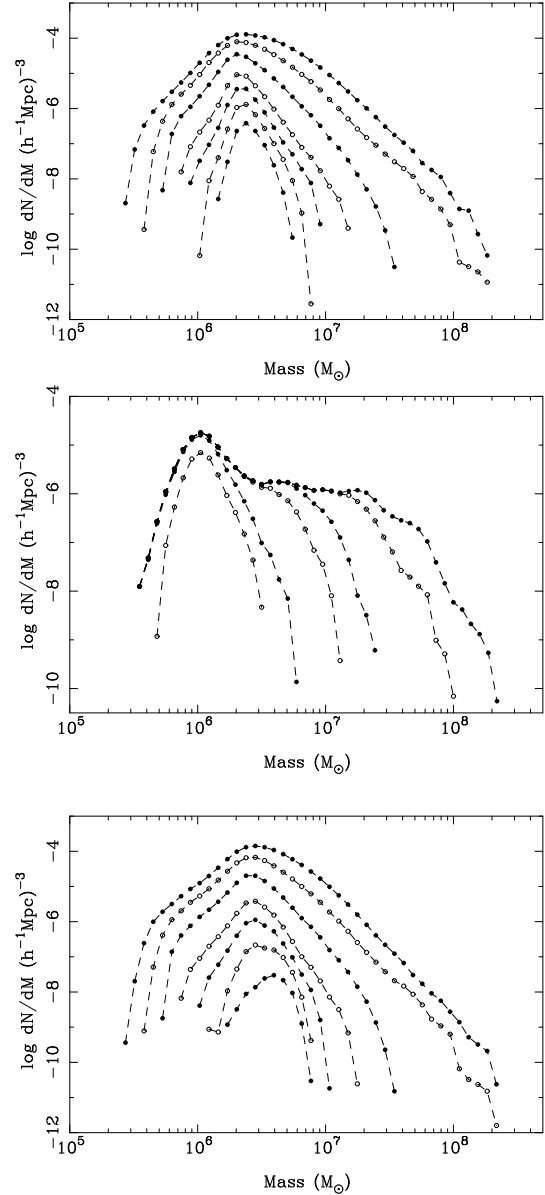 −4
−6
−8
−10
−12
log dN/dM (h⁻¹Mpc)⁻³
10⁵ 10⁶ 10⁷ 10⁸
Mass (M⊙)
−4
−6
−8
−10
log dN/dM (h⁻¹Mpc)⁻³
10⁵ 10⁶ 10⁷ 10⁸
Mass (M⊙)
−4
−6
−8
−10
−12
log dN/dM (h⁻¹Mpc)⁻³
10⁵ 10⁶ 10⁷ 10⁸
Mass (M⊙)